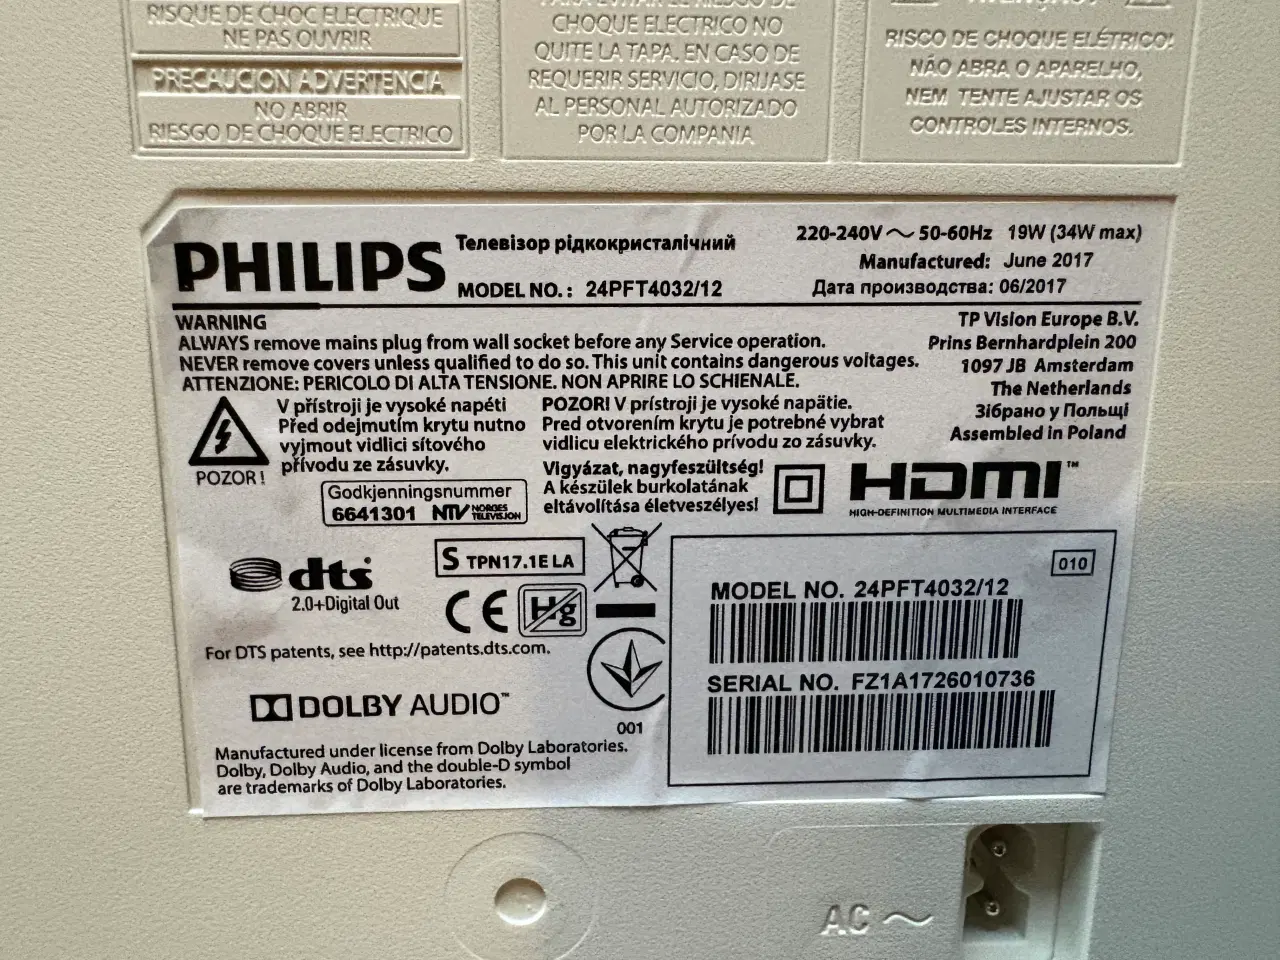 RISQUE DE CHOC ELECTRIQUE
NE PAS OUVRIR
PRECAUCION ADVERTENCIA
NO ABRIR
RIESGO DE CHOQUE ELECTRICO
CHOQUE ELECTRICO NO
QUITE LA TAPA. EN CASO DE
REQUERIR SERVICIO, DIRIJASE
AL PERSONAL AUTORIZADO
POR LA COMPANIA
RISCO DE CHOQUE ELÉTRICO!
NÃO ABRA O APARELHO,
NEM TENTE AJUSTAR OS
CONTROLES INTERNOS.
PHILIPS
Телевізор рідкокристалічний
MODEL NO. : 24PFT4032/12
220-240V ~ 50-60Hz 19W (34W max)
Manufactured: June 2017
Дата производства: 06/2017
WARNING
ALWAYS remove mains plug from wall socket before any Service operation.
NEVER remove covers unless qualified to do so. This unit contains dangerous voltages.
ATTENZIONE: PERICOLO DI ALTA TENSIONE. NON APRIRE LO SCHIENALE.
TP Vision Europe B.V.
Prins Bernhardplein 200
1097 JB Amsterdam
The Netherlands
Зібрано у Польщі
Assembled in Poland
POZOR!
V přístroji je vysoké napétí
Před odejmutím krytu nutno
vyjmout vidlici sítového
přívodu ze zásuvky.
POZOR! V prístroji je vysoke napätie.
Pred otvorením krytu je potrebné vybrat
vidlicu elektrického prívodu zo zásuvky.
Vigyázat, nagyfeszültség!
A készülek burkolatának
eltávolítása életveszélyes!
HDMI™
HIGH-DEFINITION MULTIMEDIA INTERFACE
Godkjenningsnummer
6641301 NTV NORGES TELEVISJON
dts
2.0+Digital Out
S TPN17.1E LA
CE
Hg
For DTS patents, see http://patents.dts.com.
DOLBY AUDIO™
001
Manufactured under license from Dolby Laboratories.
Dolby, Dolby Audio, and the double-D symbol
are trademarks of Dolby Laboratories.
010
MODEL NO. 24PFT4032/12
SERIAL NO. FZ1A1726010736
AC ~